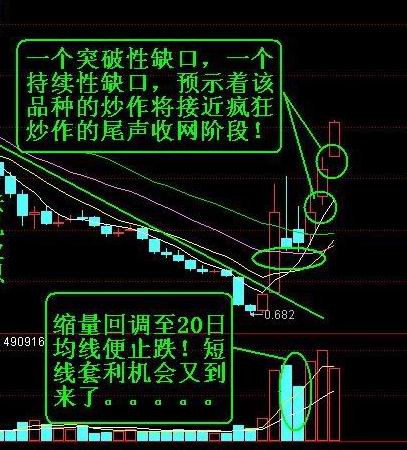 一个突破性缺口，一个
持续性缺口，预示着该
品种的炒作将接近疯狂
炒作的尾声收网阶段！
0.682
缩量回调至20日
均线便止跌！短
线套利机会又到
来了。。。。。
490916